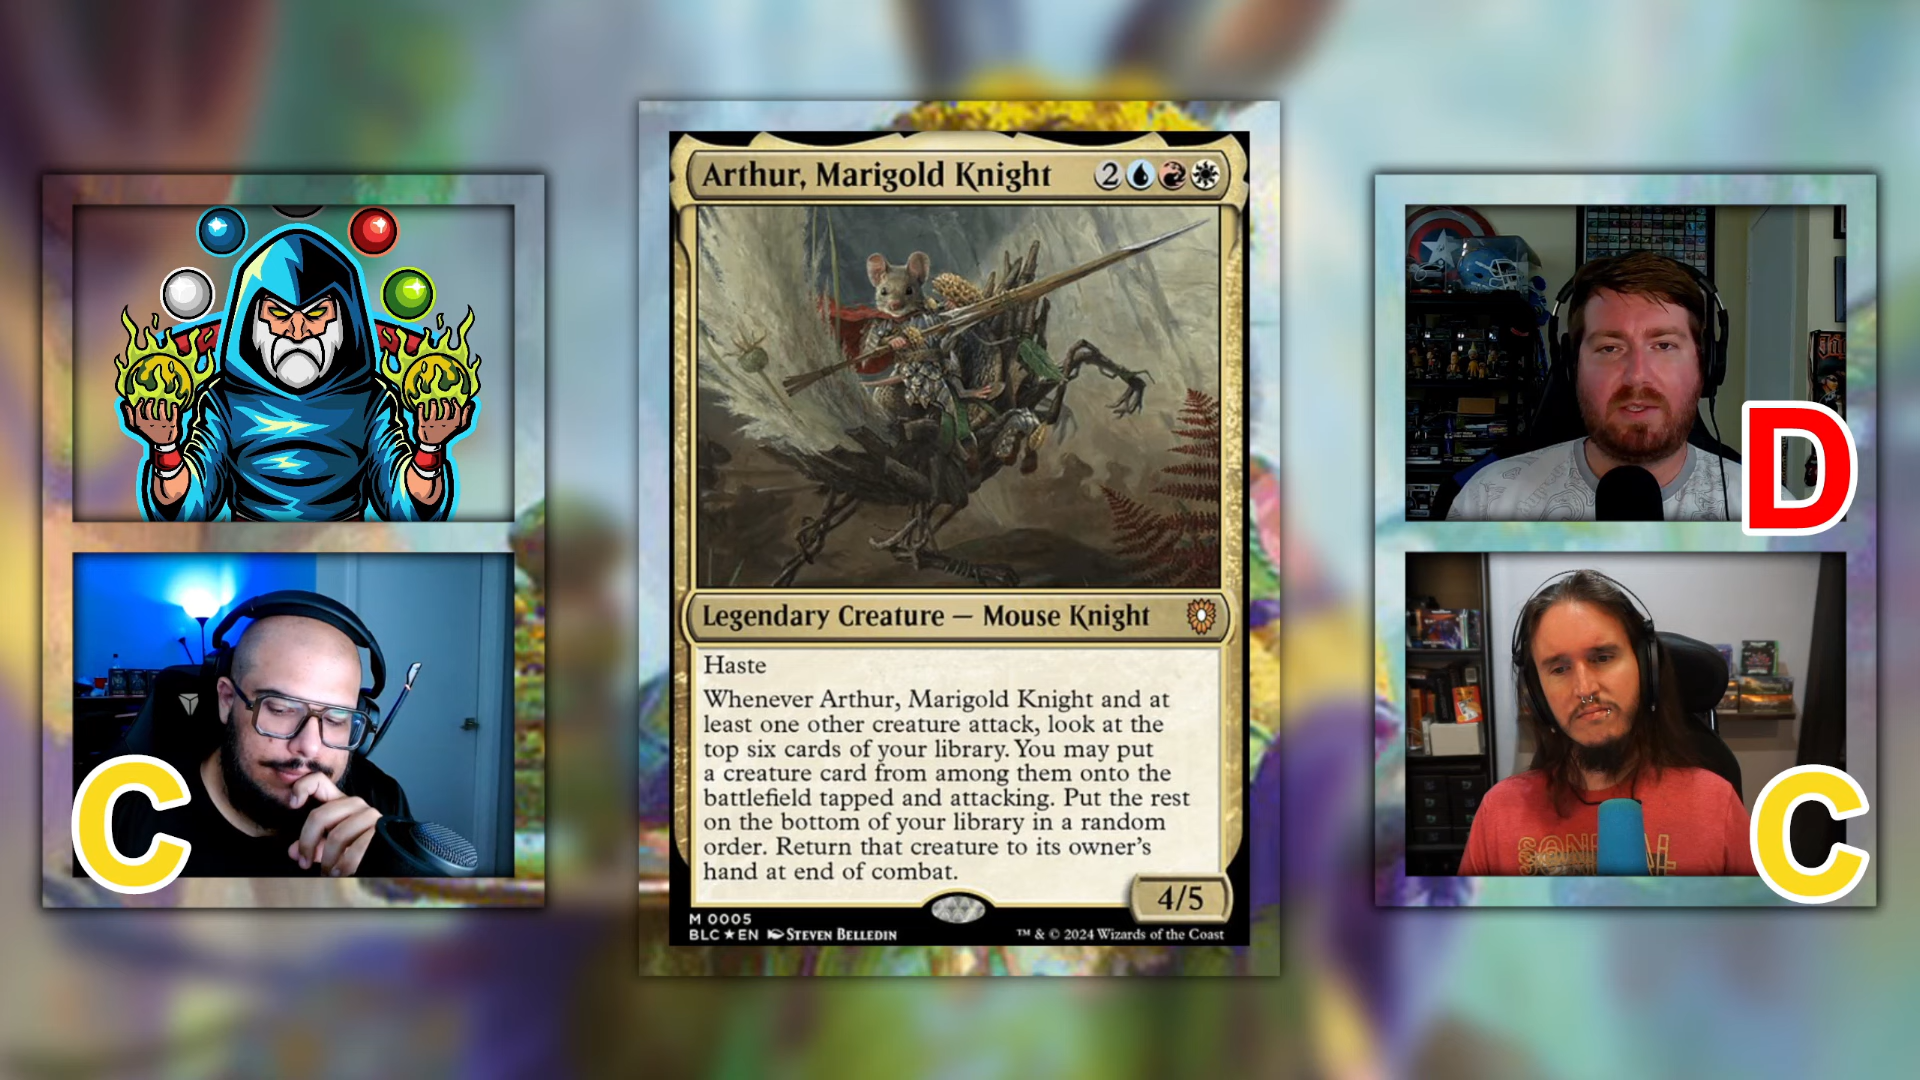 Arthur, Marigold Knight 2
Legendary Creature — Mouse Knight
Haste
Whenever Arthur, Marigold Knight and at
least one other creature attack, look at the
top six cards of your library. You may put
a creature card from among them onto the
battlefield tapped and attacking. Put the rest
on the bottom of your library in a random
order. Return that creature to its owner's
hand at end of combat.
4/5
M 0005
BLC★EN STEVEN BELLEDIN
™ & © 2024 Wizards of the Coast
C
D
C